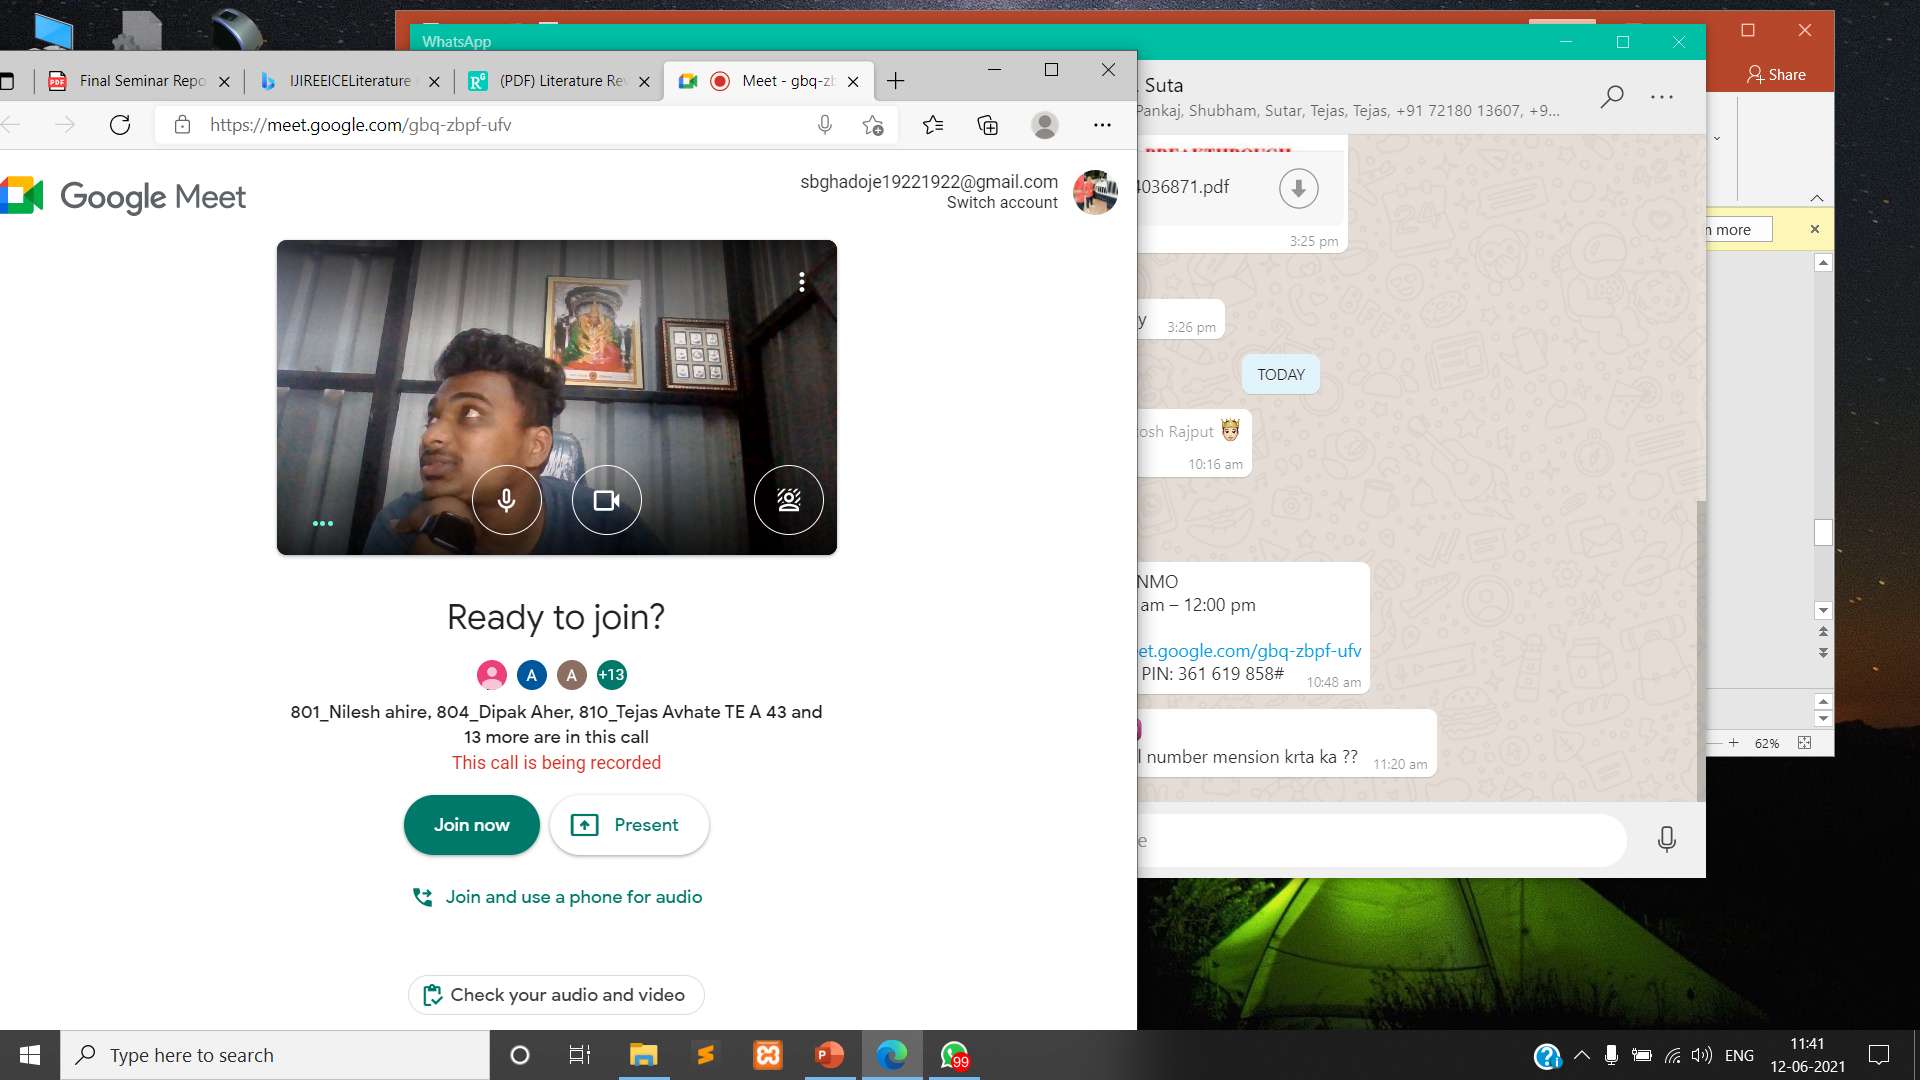 WhatsApp
Share
Final Seminar Repo
IJIREEICELiterature
(PDF) Literature Rev
Meet - gbq-zb
https://meet.google.com/gbq-zbpf-ufv
Suta
Pankaj, Shubham, Sutar, Tejas, Tejas, +91 72180 13607, +9...
Google Meet
sbghadoje19221922@gmail.com
Switch account
4036871.pdf
3:25 pm
n more
y
3:26 pm
TODAY
tosh Rajput
10:16 am
NMO
am – 12:00 pm
et.google.com/gbq-zbpf-ufv
PIN: 361 619 858#
10:48 am
l number mension krta ka ??
11:20 am
62%
e
Ready to join?
A
A
+13
801_Nilesh ahire, 804_Dipak Aher, 810_Tejas Avhate TE A 43 and
13 more are in this call
This call is being recorded
Join now
Present
Join and use a phone for audio
Check your audio and video
Type here to search
99
ENG
11:41
12-06-2021